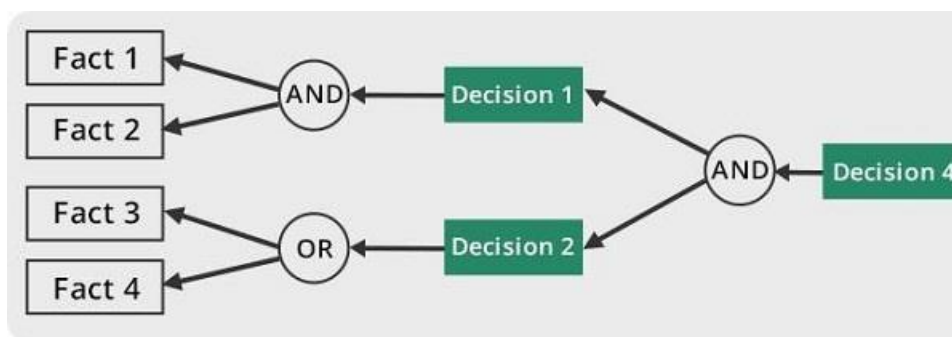 Fact 1
Fact 2
AND
Decision 1
Fact 3
Fact 4
OR
Decision 2
AND
Decision 4